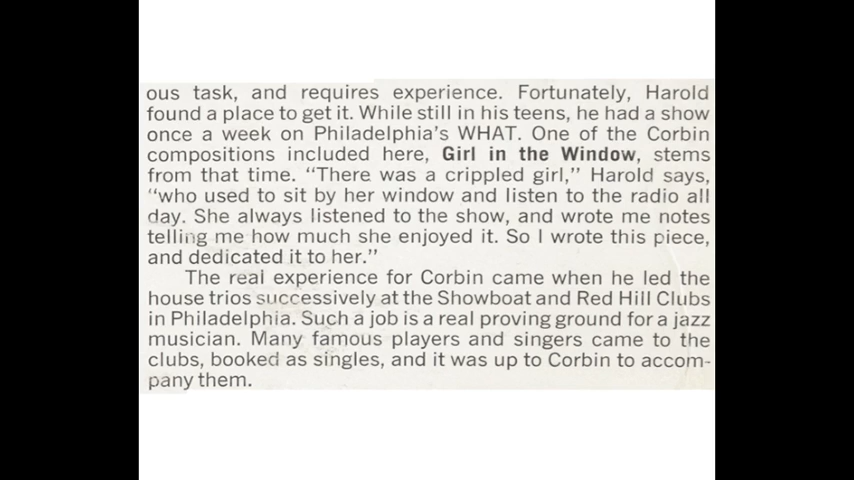 ous task, and requires experience. Fortunately, Harold
found a place to get it. While still in his teens, he had a show
once a week on Philadelphia's WHAT. One of the Corbin
compositions included here, Girl in the Window, stems
from that time. “There was a crippled girl,” Harold says,
“who used to sit by her window and listen to the radio all
day. She always listened to the show, and wrote me notes
telling me how much she enjoyed it. So I wrote this piece,
and dedicated it to her.”
The real experience for Corbin came when he led the
house trios successively at the Showboat and Red Hill Clubs
in Philadelphia. Such a job is a real proving ground for a jazz
musician. Many famous players and singers came to the
clubs, booked as singles, and it was up to Corbin to accom-
pany them.